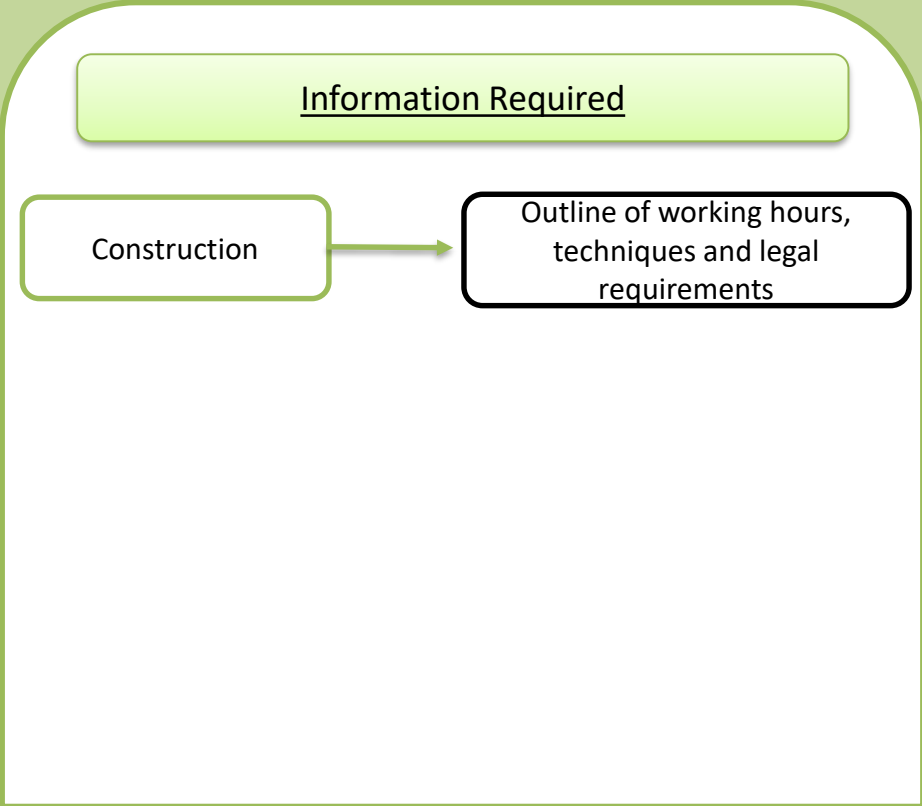 Information Required
Construction
Outline of working hours,
techniques and legal
requirements